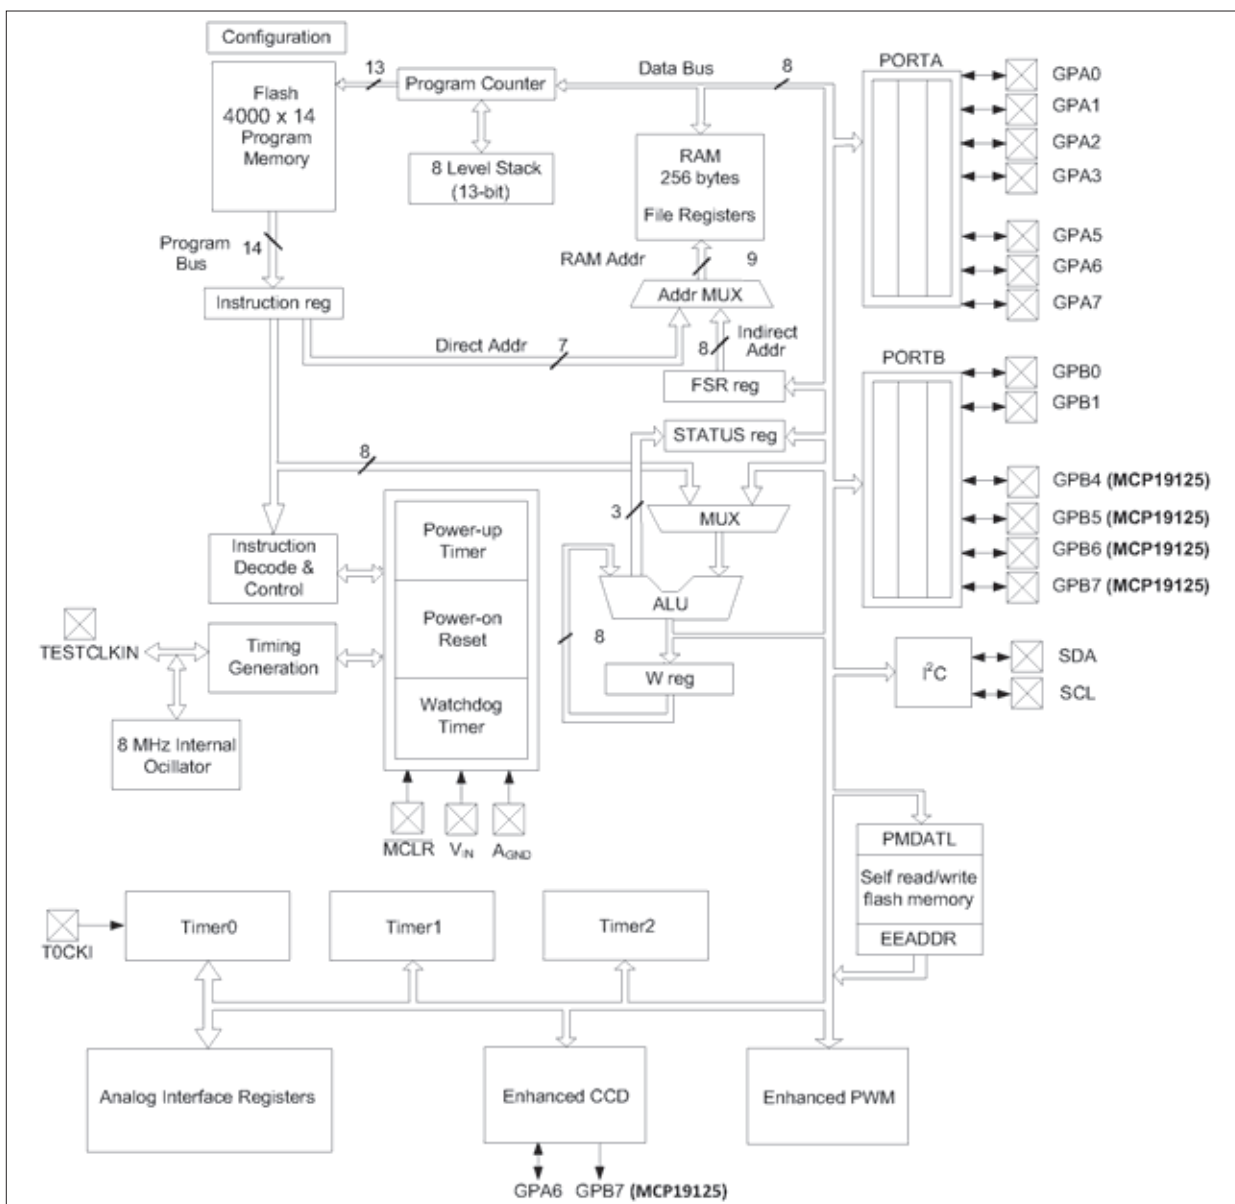 Configuration
Flash
4000 x 14
Program
Memory
13
Program Counter
8 Level Stack
(13-bit)
Data Bus
8
RAM
256 bytes
File Registers
RAM Addr
9
Addr MUX
Program
Bus
14
Instruction reg
Direct Addr
7
8
Indirect
Addr
FSR reg
STATUS reg
8
3
MUX
ALU
8
W reg
Instruction
Decode &
Control
Power-up
Timer
Power-on
Reset
Watchdog
Timer
TESTCLKIN
Timing
Generation
8 MHz Internal
Ocillator
MCLR
VIN
AGND
PORTA
GPA0
GPA1
GPA2
GPA3
GPA5
GPA6
GPA7
PORTB
GPB0
GPB1
GPB4 (MCP19125)
GPB5 (MCP19125)
GPB6 (MCP19125)
GPB7 (MCP19125)
I²C
SDA
SCL
PMDATL
Self read/write
flash memory
EEADDR
T0CKI
Timer0
Timer1
Timer2
Analog Interface Registers
Enhanced CCD
Enhanced PWM
GPA6
GPB7 (MCP19125)